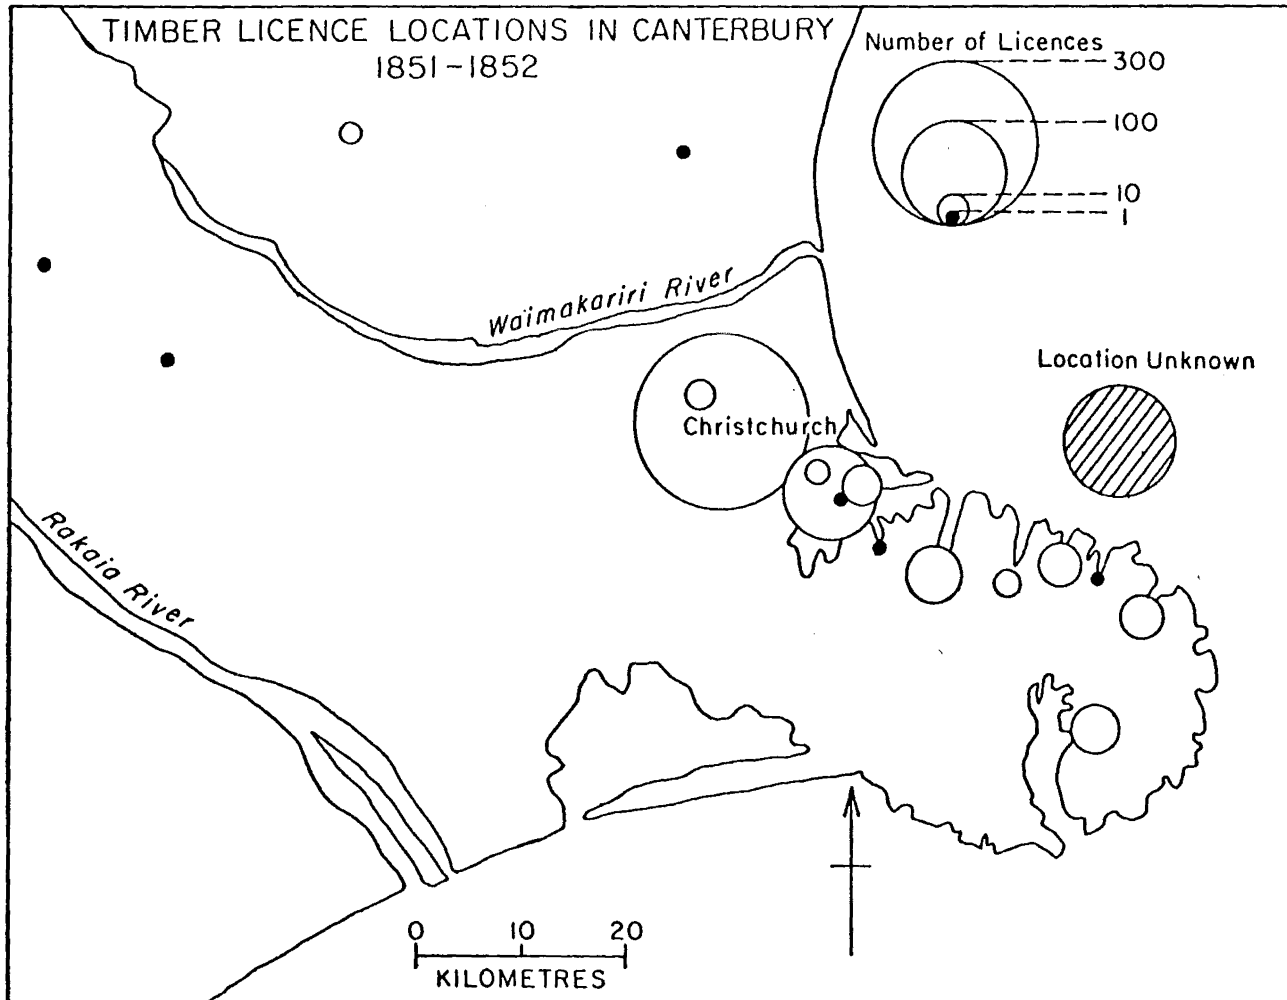 TIMBER LICENCE LOCATIONS IN CANTERBURY
1851-1852
Number of Licences
300
100
10
1
Waimakariri River
Location Unknown
Christchurch
Rakaia River
0 10 20
KILOMETRES